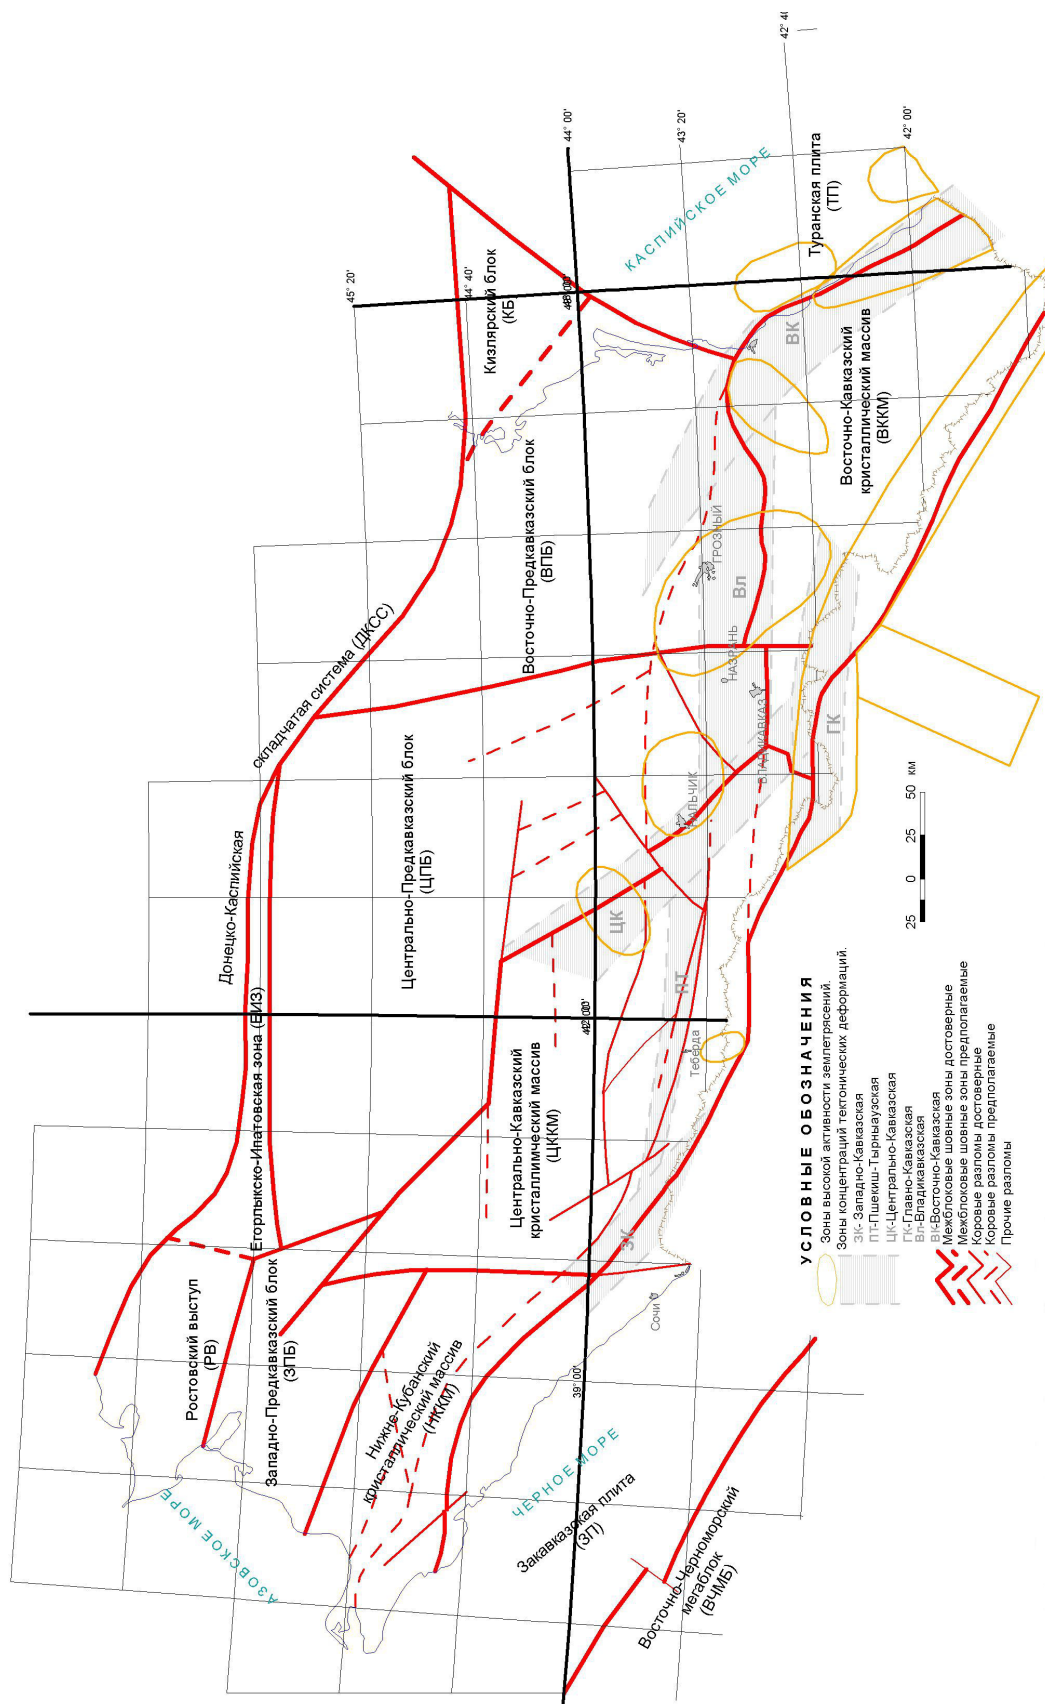 42° 40'
45° 20'
44° 40'
44° 00'
43° 20'
42° 00'
39° 00'
КАСПИЙСКОЕ МОРЕ
АЗОВСКОЕ МОРЕ
ЧЕРНОЕ МОРЕ
Туранская плита
(ТП)
Кизлярский блок
(КБ)
Восточно-Кавказский
кристаллический массив
(ВККМ)
Восточно-Предкавказский блок
(ВПБ)
Донецко-Каспийская
складчатая система (ДКСС)
Центрально-Предкавказский блок
(ЦПБ)
Егорлыкско-Ипатовская зона (ЕИЗ)
Центрально-Кавказский
кристаллимческий массив
(ЦККМ)
Ростовский выступ
(РВ)
Западно-Предкавказский блок
(ЗПБ)
Нижне-Кубанский
кристаллический массив
(НККМ)
Закавказская плита
(ЗП)
Восточно-Черноморский
мегаблок
(ВЧМБ)
ВК
Вл
ГК
ЦК
ПТ
ЗК
ГРОЗНЫЙ
НАЗРАНЬ
ВЛАДИКАВКАЗ
НАЛЬЧИК
Теберда
Сочи
25 0 25 50 км
УСЛОВНЫЕ ОБОЗНАЧЕНИЯ
Зоны высокой активности землетрясений.
Зоны концентраций тектонических деформаций.
ЗК- Западно-Кавказская
ПТ-Пшекиш-Тырныаузская
ЦК-Центрально-Кавказская
ГК-Главно-Кавказская
Вл-Владикавказская
ВК-Восточно-Кавказская
Межблоковые шовные зоны достоверные
Межблоковые шовные зоны предполагаемые
Коровые разломы достоверные
Коровые разломы предполагаемые
Прочие разломы